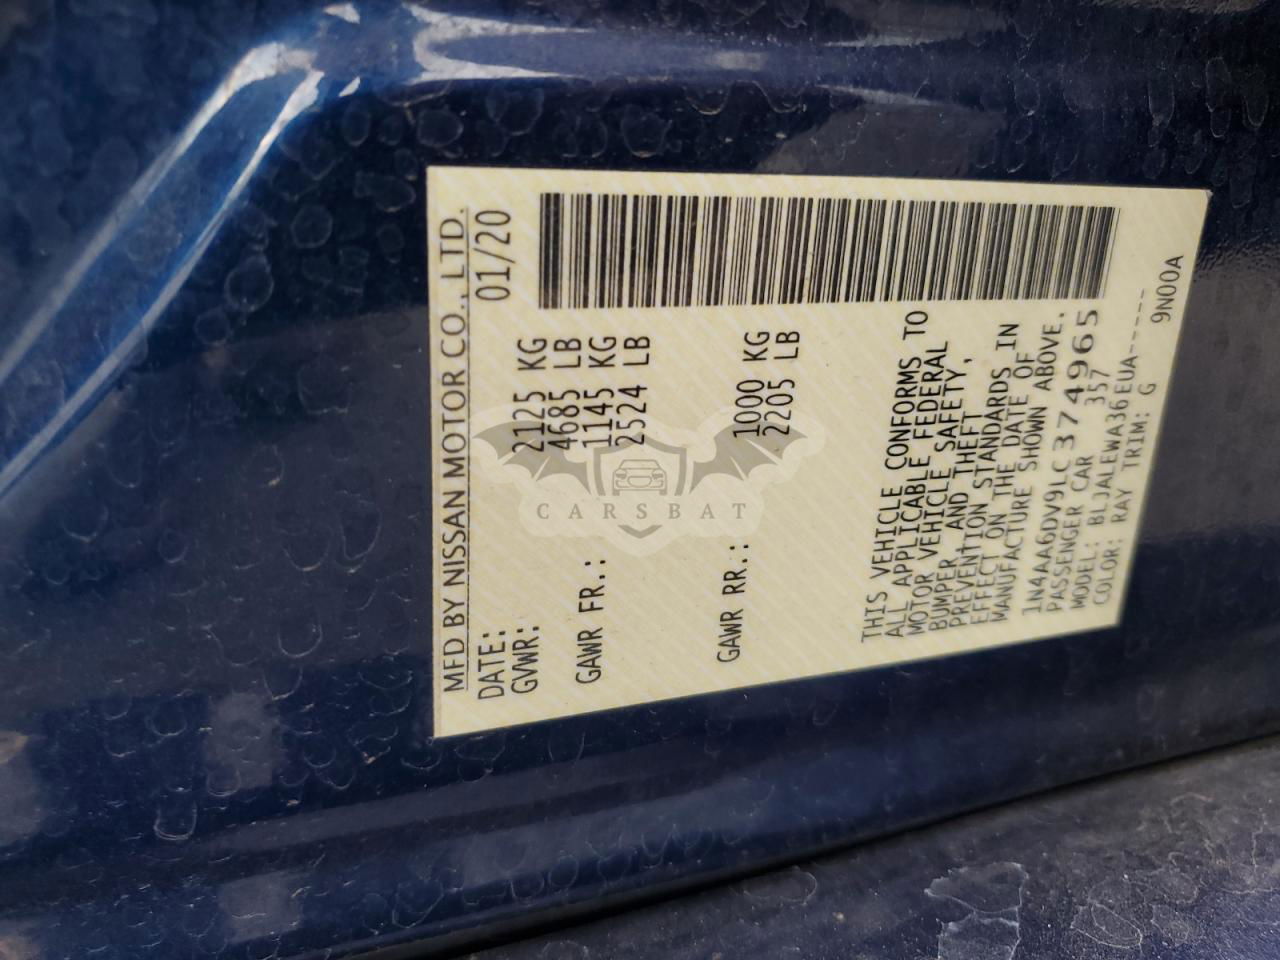 MFD BY NISSAN MOTOR CO., LTD.
DATE: 01/20
GVWR: 2125 KG
4685 LB
GAWR FR.: 1145 KG
2524 LB
GAWR RR.: 1000 KG
2205 LB
THIS VEHICLE CONFORMS TO
ALL APPLICABLE FEDERAL
MOTOR VEHICLE SAFETY,
BUMPER, AND THEFT
PREVENTION STANDARDS IN
EFFECT ON THE DATE OF
MANUFACTURE SHOWN ABOVE.
1N4AA6DV9LC374965
PASSENGER CAR 357
MODEL: BLJALEWA36EUA------
COLOR: RAY TRIM: G
9N00A
CARSBAT